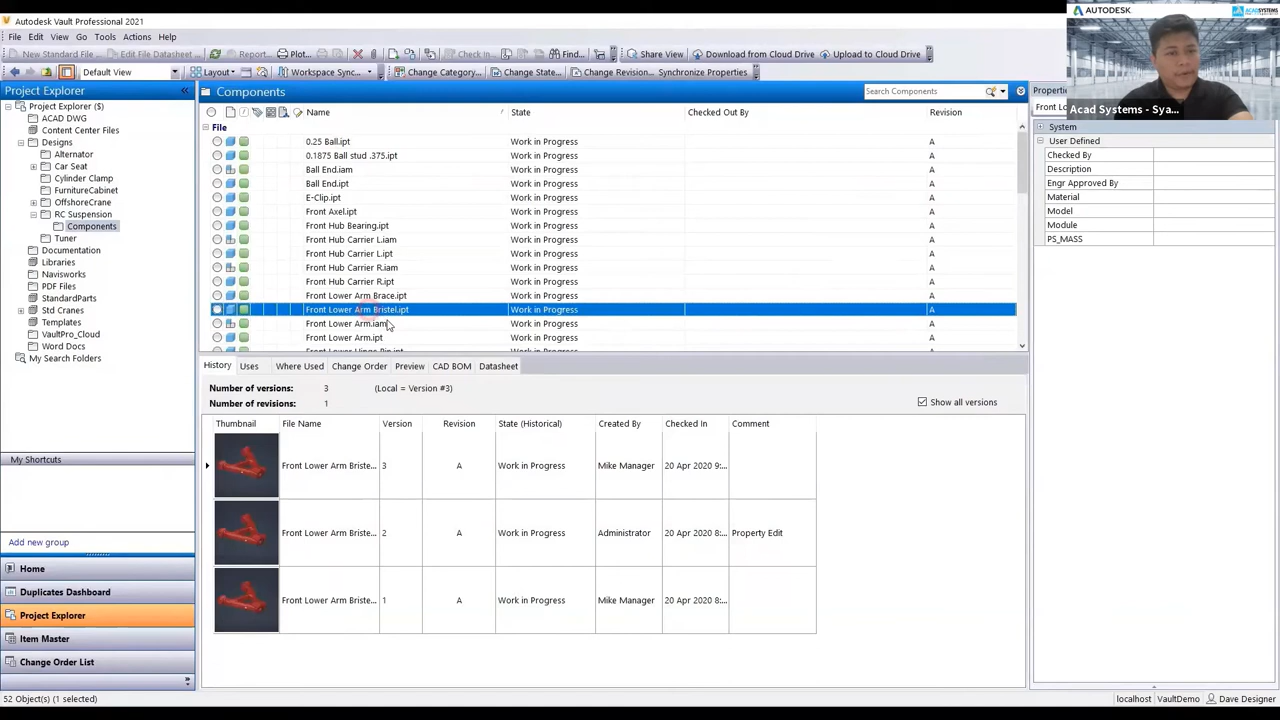 Autodesk Vault Professional 2021
AUTODESK ACADSYSTEMS
File Edit View Go Tools Actions Help
New Standard File... Edit File Datasheet... Report... Plot... Check In... Find... Share View Download from Cloud Drive Upload to Cloud Drive
Default View Layout Workspace Sync... Change Category... Change State... Change Revision... Synchronize Properties
Acad Systems - Sya...
Project Explorer
Project Explorer ($)
ACAD DWG
Content Center Files
Designs
Alternator
Car Seat
Cylinder Clamp
FurnitureCabinet
OffshoreCrane
RC Suspension
Components
Tuner
Documentation
Libraries
Navisworks
PDF Files
StandardParts
Std Cranes
Templates
VaultPro_Cloud
Word Docs
My Search Folders
My Shortcuts
Add new group
Home
Duplicates Dashboard
Project Explorer
Item Master
Change Order List
Components Search Components
Name State Checked Out By Revision
File
0.25 Ball.ipt Work in Progress A
0.1875 Ball stud .375.ipt Work in Progress A
Ball End.iam Work in Progress A
Ball End.ipt Work in Progress A
E-Clip.ipt Work in Progress A
Front Axel.ipt Work in Progress A
Front Hub Bearing.ipt Work in Progress A
Front Hub Carrier L.iam Work in Progress A
Front Hub Carrier L.ipt Work in Progress A
Front Hub Carrier R.iam Work in Progress A
Front Hub Carrier R.ipt Work in Progress A
Front Lower Arm Brace.ipt Work in Progress A
Front Lower Arm Bristel.ipt Work in Progress A
Front Lower Arm.iam Work in Progress A
Front Lower Arm.ipt Work in Progress A
Front Lower Hinge Pin.ipt Work in Progress A
History Uses Where Used Change Order Preview CAD BOM Datasheet
Number of versions: 3 (Local = Version #3)
Number of revisions: 1
Show all versions
Thumbnail File Name Version Revision State (Historical) Created By Checked In Comment
Front Lower Arm Briste... 3 A Work in Progress Mike Manager 20 Apr 2020 9:...
Front Lower Arm Briste... 2 A Work in Progress Administrator 20 Apr 2020 8:... Property Edit
Front Lower Arm Briste... 1 A Work in Progress Mike Manager 20 Apr 2020 8:...
Front Lo
System
User Defined
Checked By
Description
Engr Approved By
Material
Model
Module
PS_MASS
52 Object(s) (1 selected) localhost VaultDemo Dave Designer